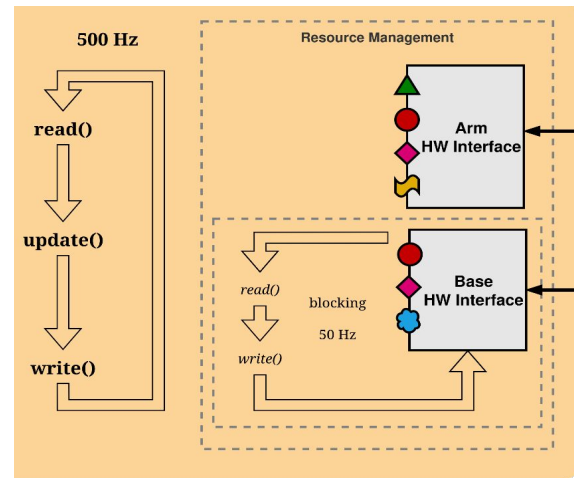 500 Hz
read()
update()
write()
Resource Management
Arm
HW Interface
Base
HW Interface
read()
blocking
50 Hz
write()